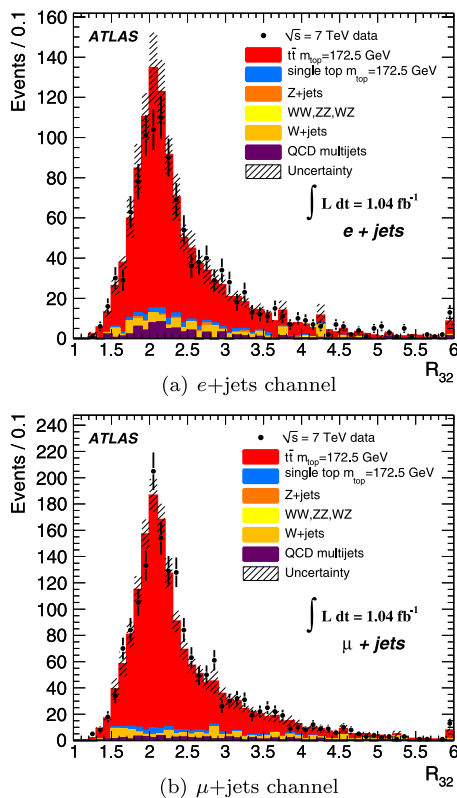 Events / 0.1
160
140
120
100
80
60
40
20
0
ATLAS
√s = 7 TeV data
tt̄ m_top=172.5 GeV
single top m_top=172.5 GeV
Z+jets
WW,ZZ,WZ
W+jets
QCD multijets
Uncertainty
∫ L dt = 1.04 fb⁻¹
e + jets
1 1.5 2 2.5 3 3.5 4 4.5 5 5.5 6
R₃₂
(a) e+jets channel
Events / 0.1
240
220
200
180
160
140
120
100
80
60
40
20
0
ATLAS
√s = 7 TeV data
tt̄ m_top=172.5 GeV
single top m_top=172.5 GeV
Z+jets
WW,ZZ,WZ
W+jets
QCD multijets
Uncertainty
∫ L dt = 1.04 fb⁻¹
μ + jets
1 1.5 2 2.5 3 3.5 4 4.5 5 5.5 6
R₃₂
(b) μ+jets channel